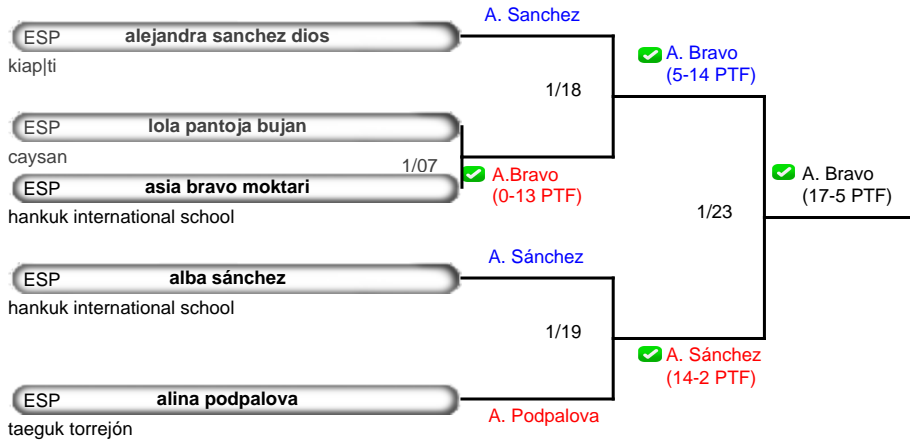 A. Sanchez
ESP alejandra sanchez dios
kiap|ti
A. Bravo
(5-14 PTF)
1/18
ESP lola pantoja bujan
caysan
1/07
A.Bravo
(0-13 PTF)
ESP asia bravo moktari
hankuk international school
A. Bravo
(17-5 PTF)
1/23
A. Sánchez
ESP alba sánchez
hankuk international school
1/19
A. Sánchez
(14-2 PTF)
ESP alina podpalova
A. Podpalova
taeguk torrejón